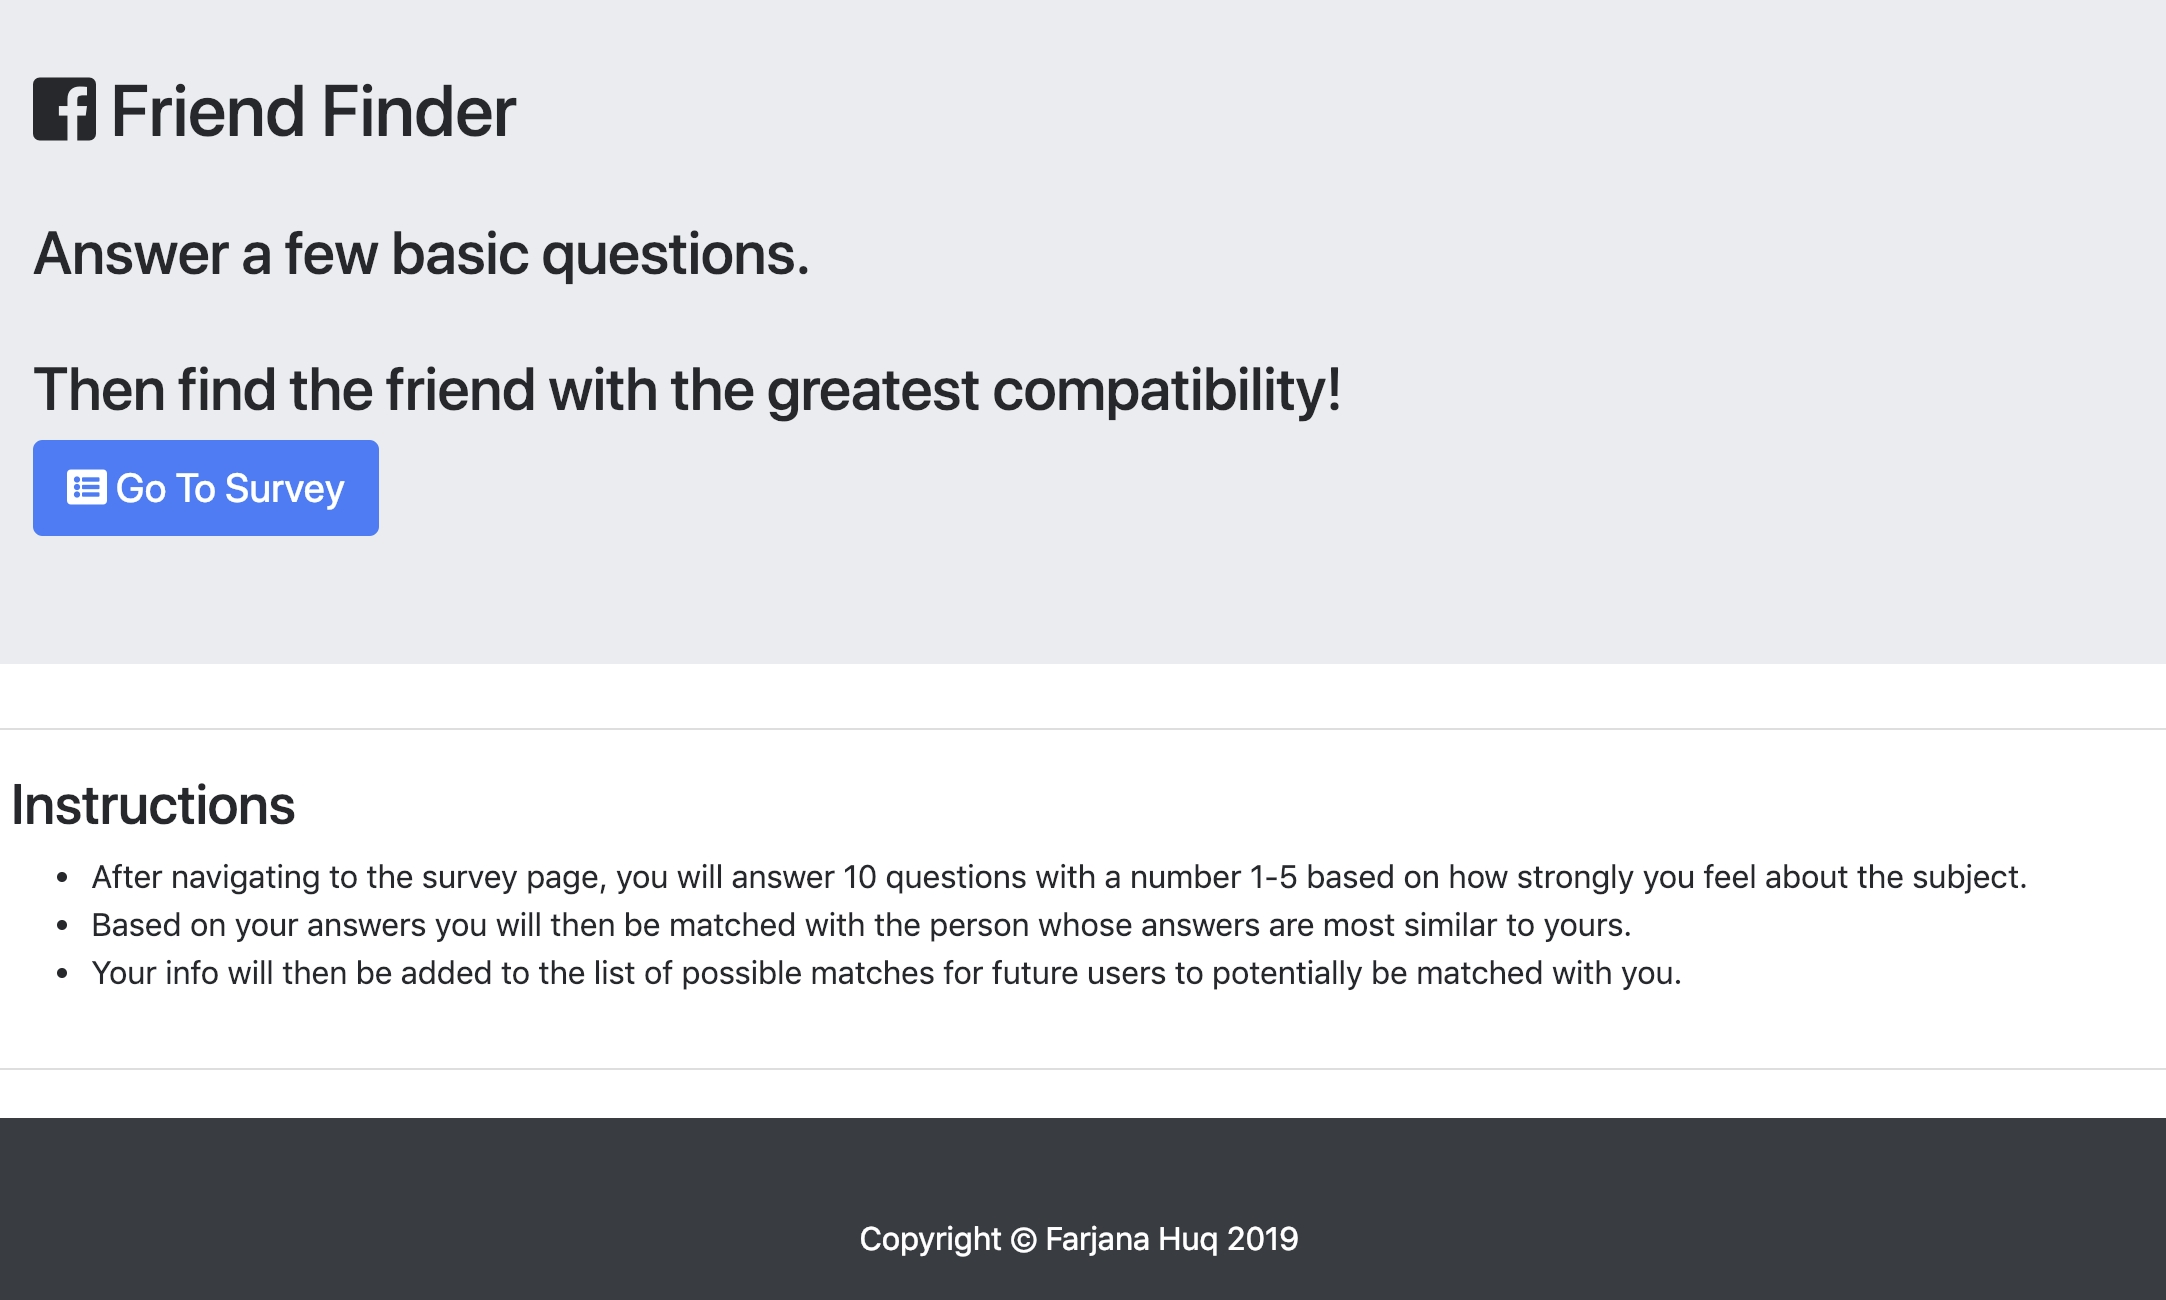 Friend Finder
Answer a few basic questions.
Then find the friend with the greatest compatibility!
Go To Survey
Instructions
• After navigating to the survey page, you will answer 10 questions with a number 1-5 based on how strongly you feel about the subject.
• Based on your answers you will then be matched with the person whose answers are most similar to yours.
• Your info will then be added to the list of possible matches for future users to potentially be matched with you.
Copyright © Farjana Huq 2019